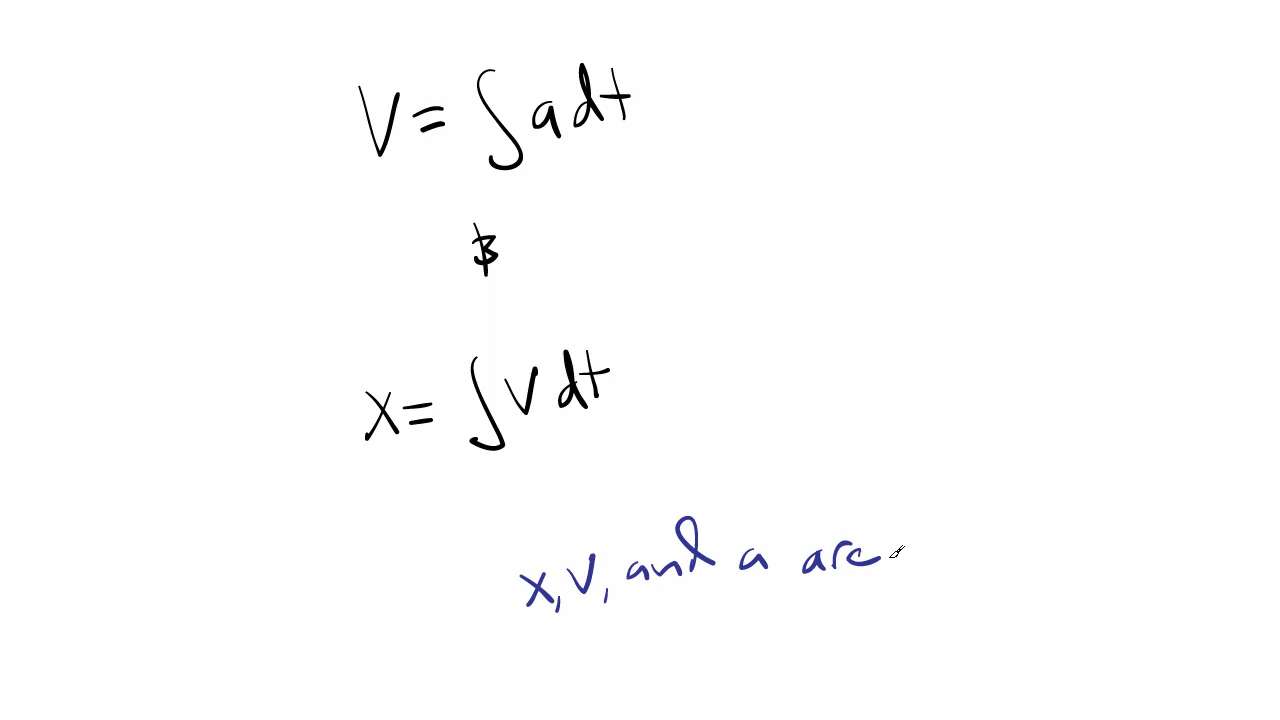 V = ∫ a dt
&
x = ∫ v dt
x, v, and a are